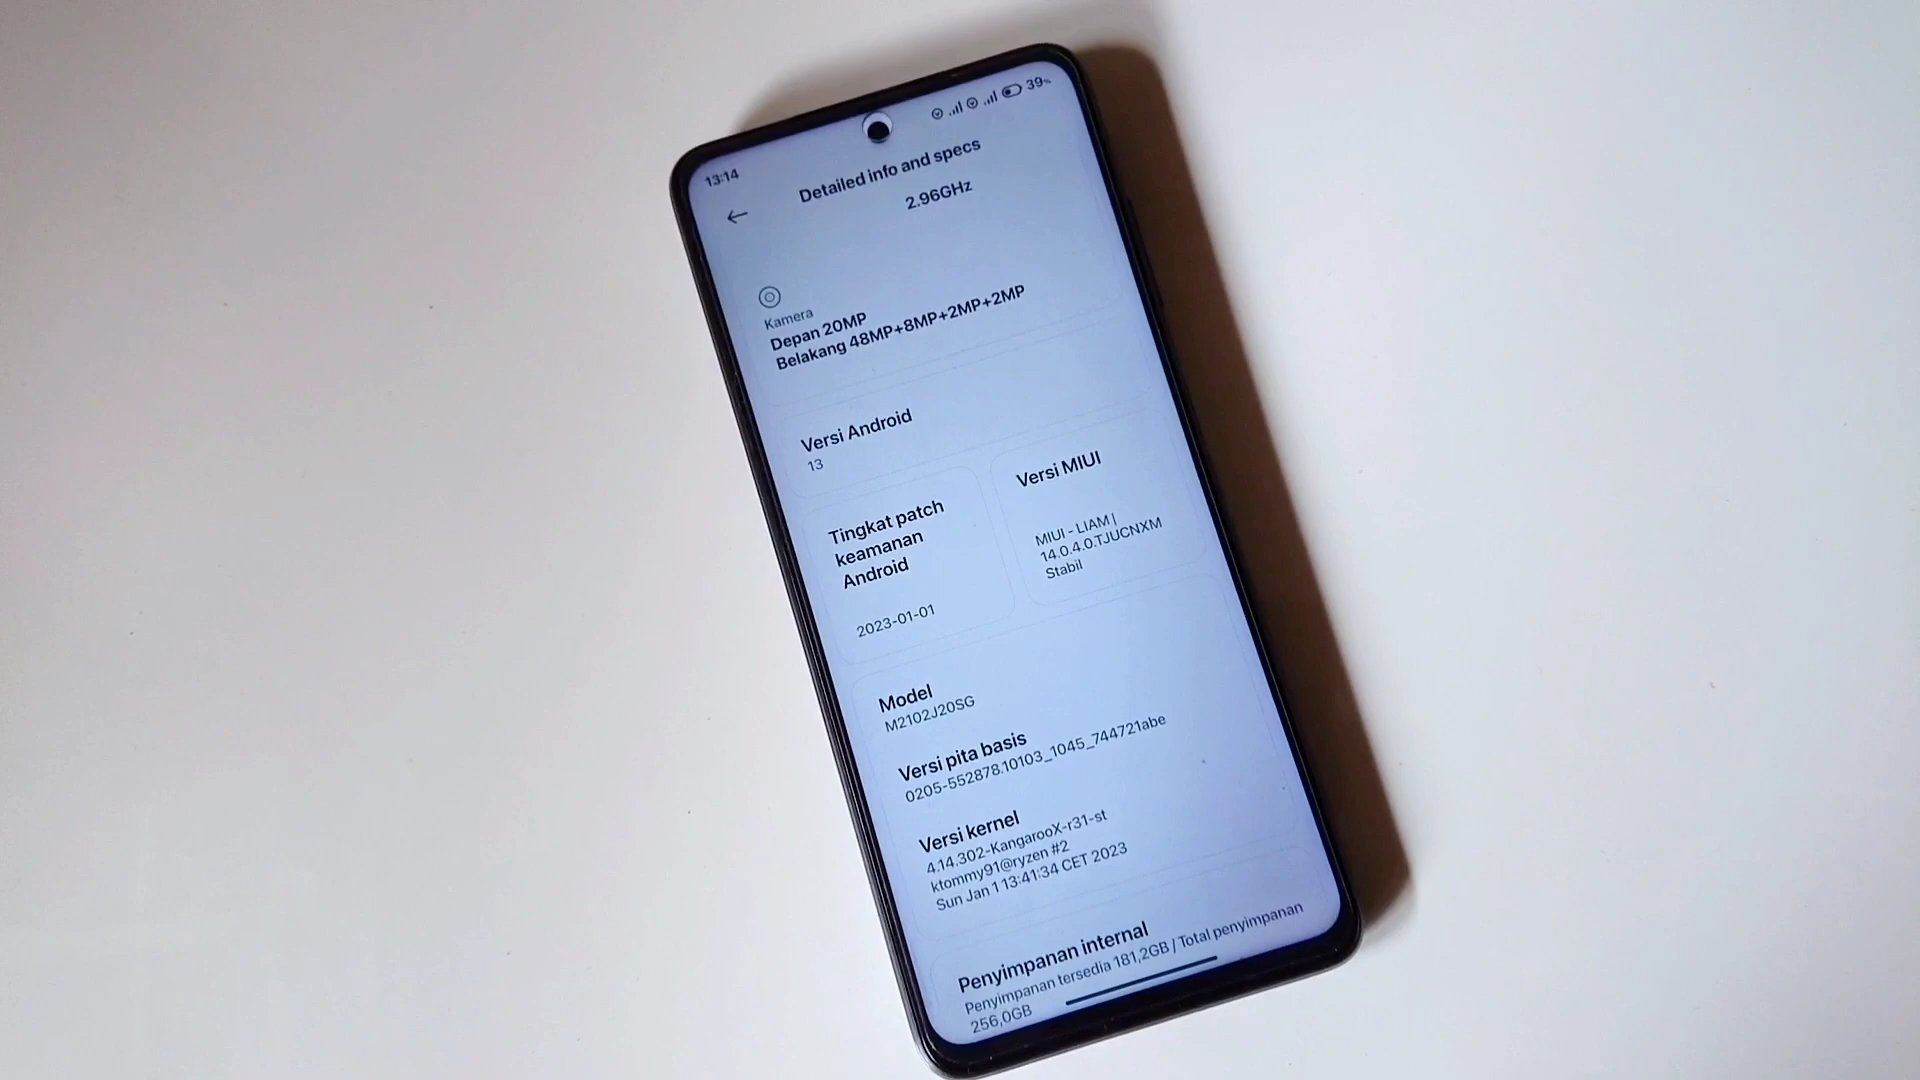 13:14
39%
Detailed info and specs
2.96GHz
Kamera
Depan 20MP
Belakang 48MP+8MP+2MP+2MP
Versi Android
13
Tingkat patch
keamanan
Android
2023-01-01
Versi MIUI
MIUI - LIAM |
14.0.4.0.TJUCNXM
Stabil
Model
M2102J20SG
Versi pita basis
0205-552878.10103_1045_744721abe
Versi kernel
4.14.302-KangarooX-r31-st
ktommy91@ryzen #2
Sun Jan 1 13:41:34 CET 2023
Penyimpanan internal
Penyimpanan tersedia 181,2GB / Total penyimpanan
256,0GB